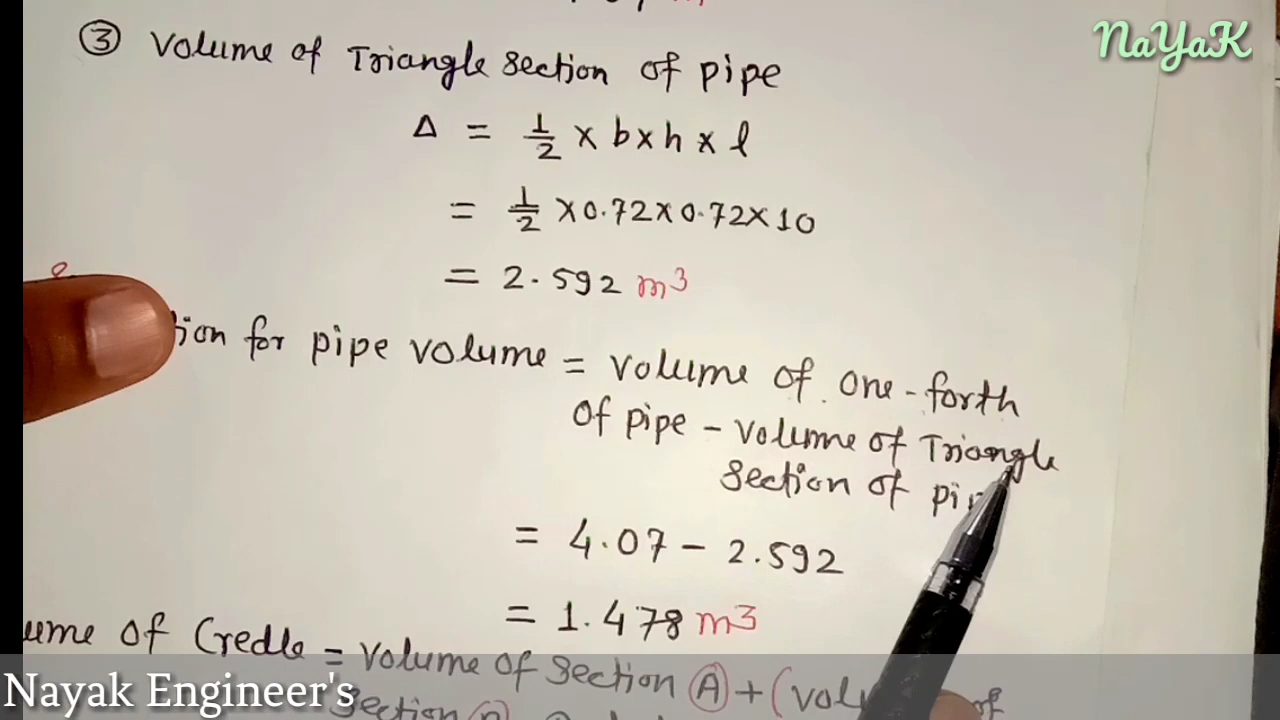 NaYaK
③ Volume of Triangle section of pipe
Δ = 1/2 × b × h × l
= 1/2 × 0.72 × 0.72 × 10
= 2.592 m³
for pipe volume = volume of one-forth
of pipe - volume of Triangle
section of
= 4.07 - 2.592
= 1.478 m³
of Credle = volume of section Ⓐ + (
Nayak Engineer's
of